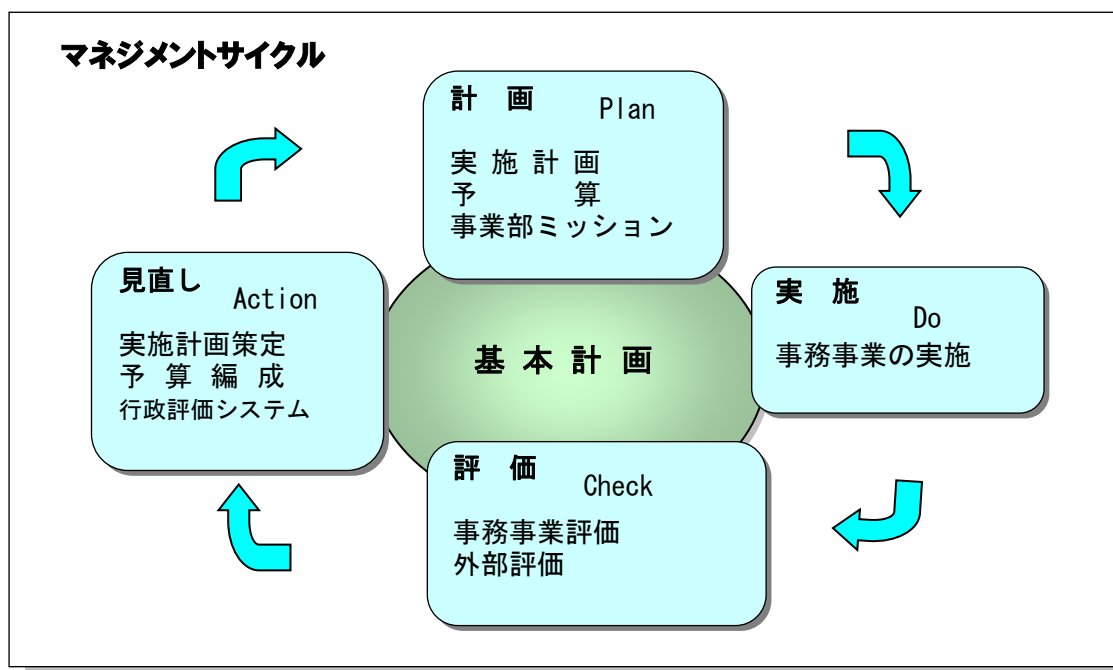 マネジメントサイクル
計　画 Plan
実 施 計 画
予　　　算
事業部ミッション
見直し Action
実施計画策定
予 算 編 成
行政評価システム
基 本 計 画
実　施 Do
事務事業の実施
評　価 Check
事務事業評価
外部評価